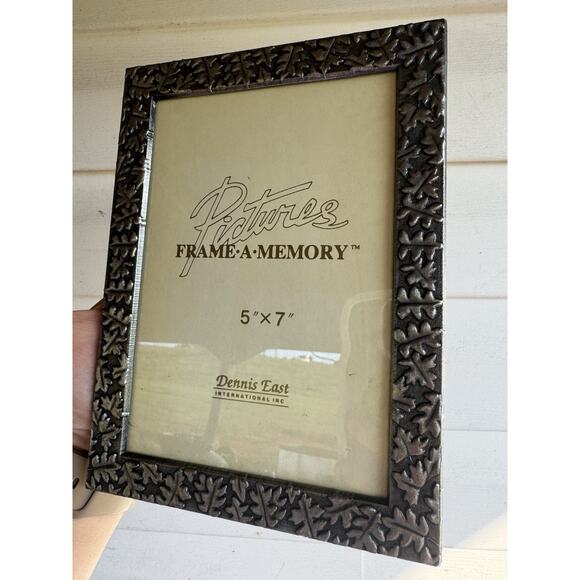 Pictures
FRAME·A·MEMORY™
5"×7"
Dennis East
INTERNATIONAL INC